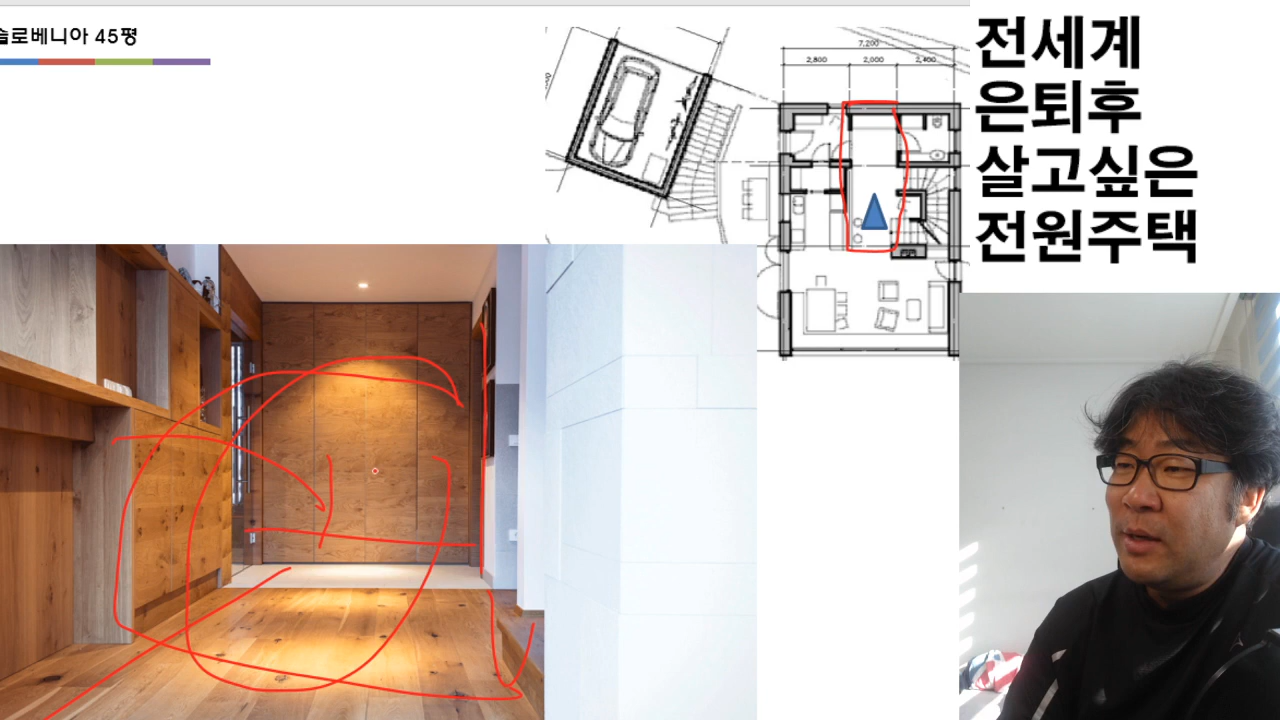 슬로베니아 45평
7,200
2,800
2,000
2,400
전세계
은퇴후
살고싶은
전원주택